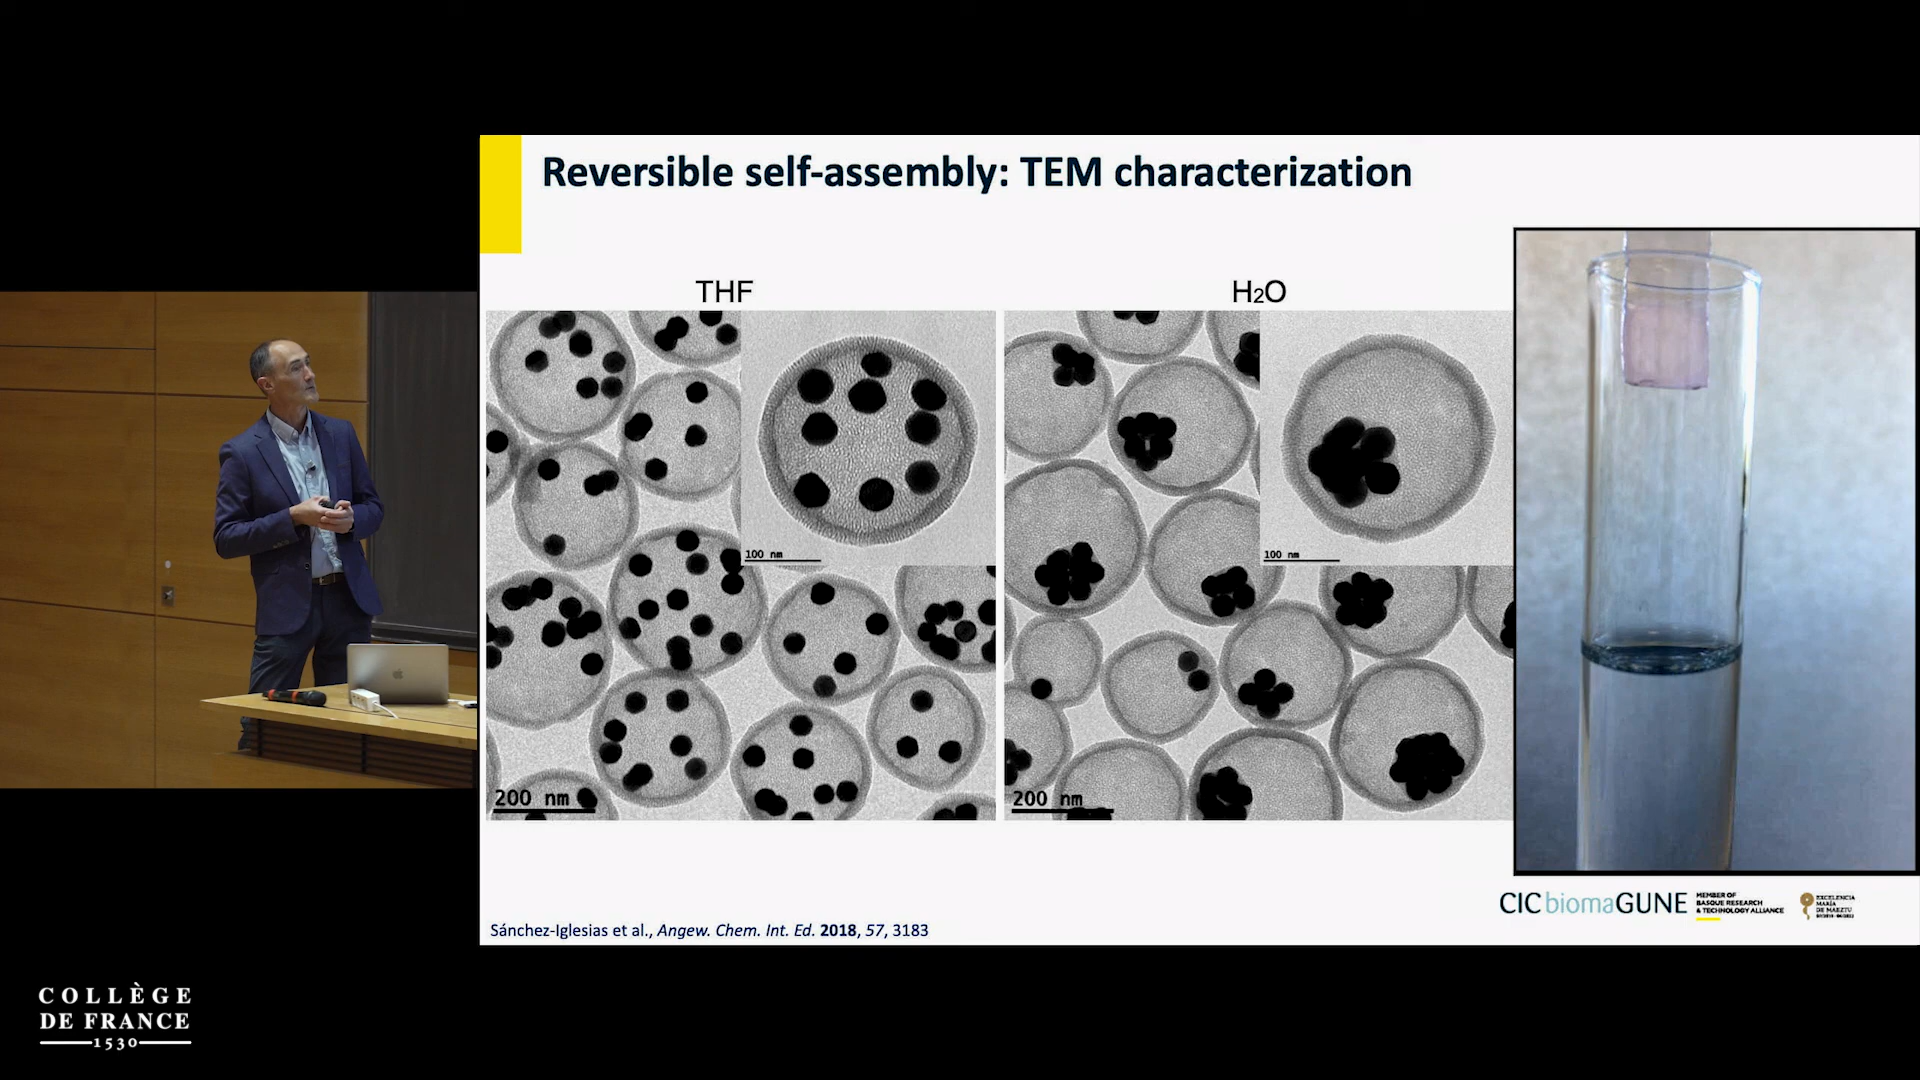 Reversible self-assembly: TEM characterization
THF
H₂O
100 nm
100 nm
200 nm
200 nm
CIC biomaGUNE
MEMBER OF
BASQUE RESEARCH
& TECHNOLOGY ALLIANCE
EXCELENCIA
MARÍA
DE MAEZTU
Sánchez-Iglesias et al., Angew. Chem. Int. Ed. 2018, 57, 3183
COLLÈGE
DE FRANCE
1530